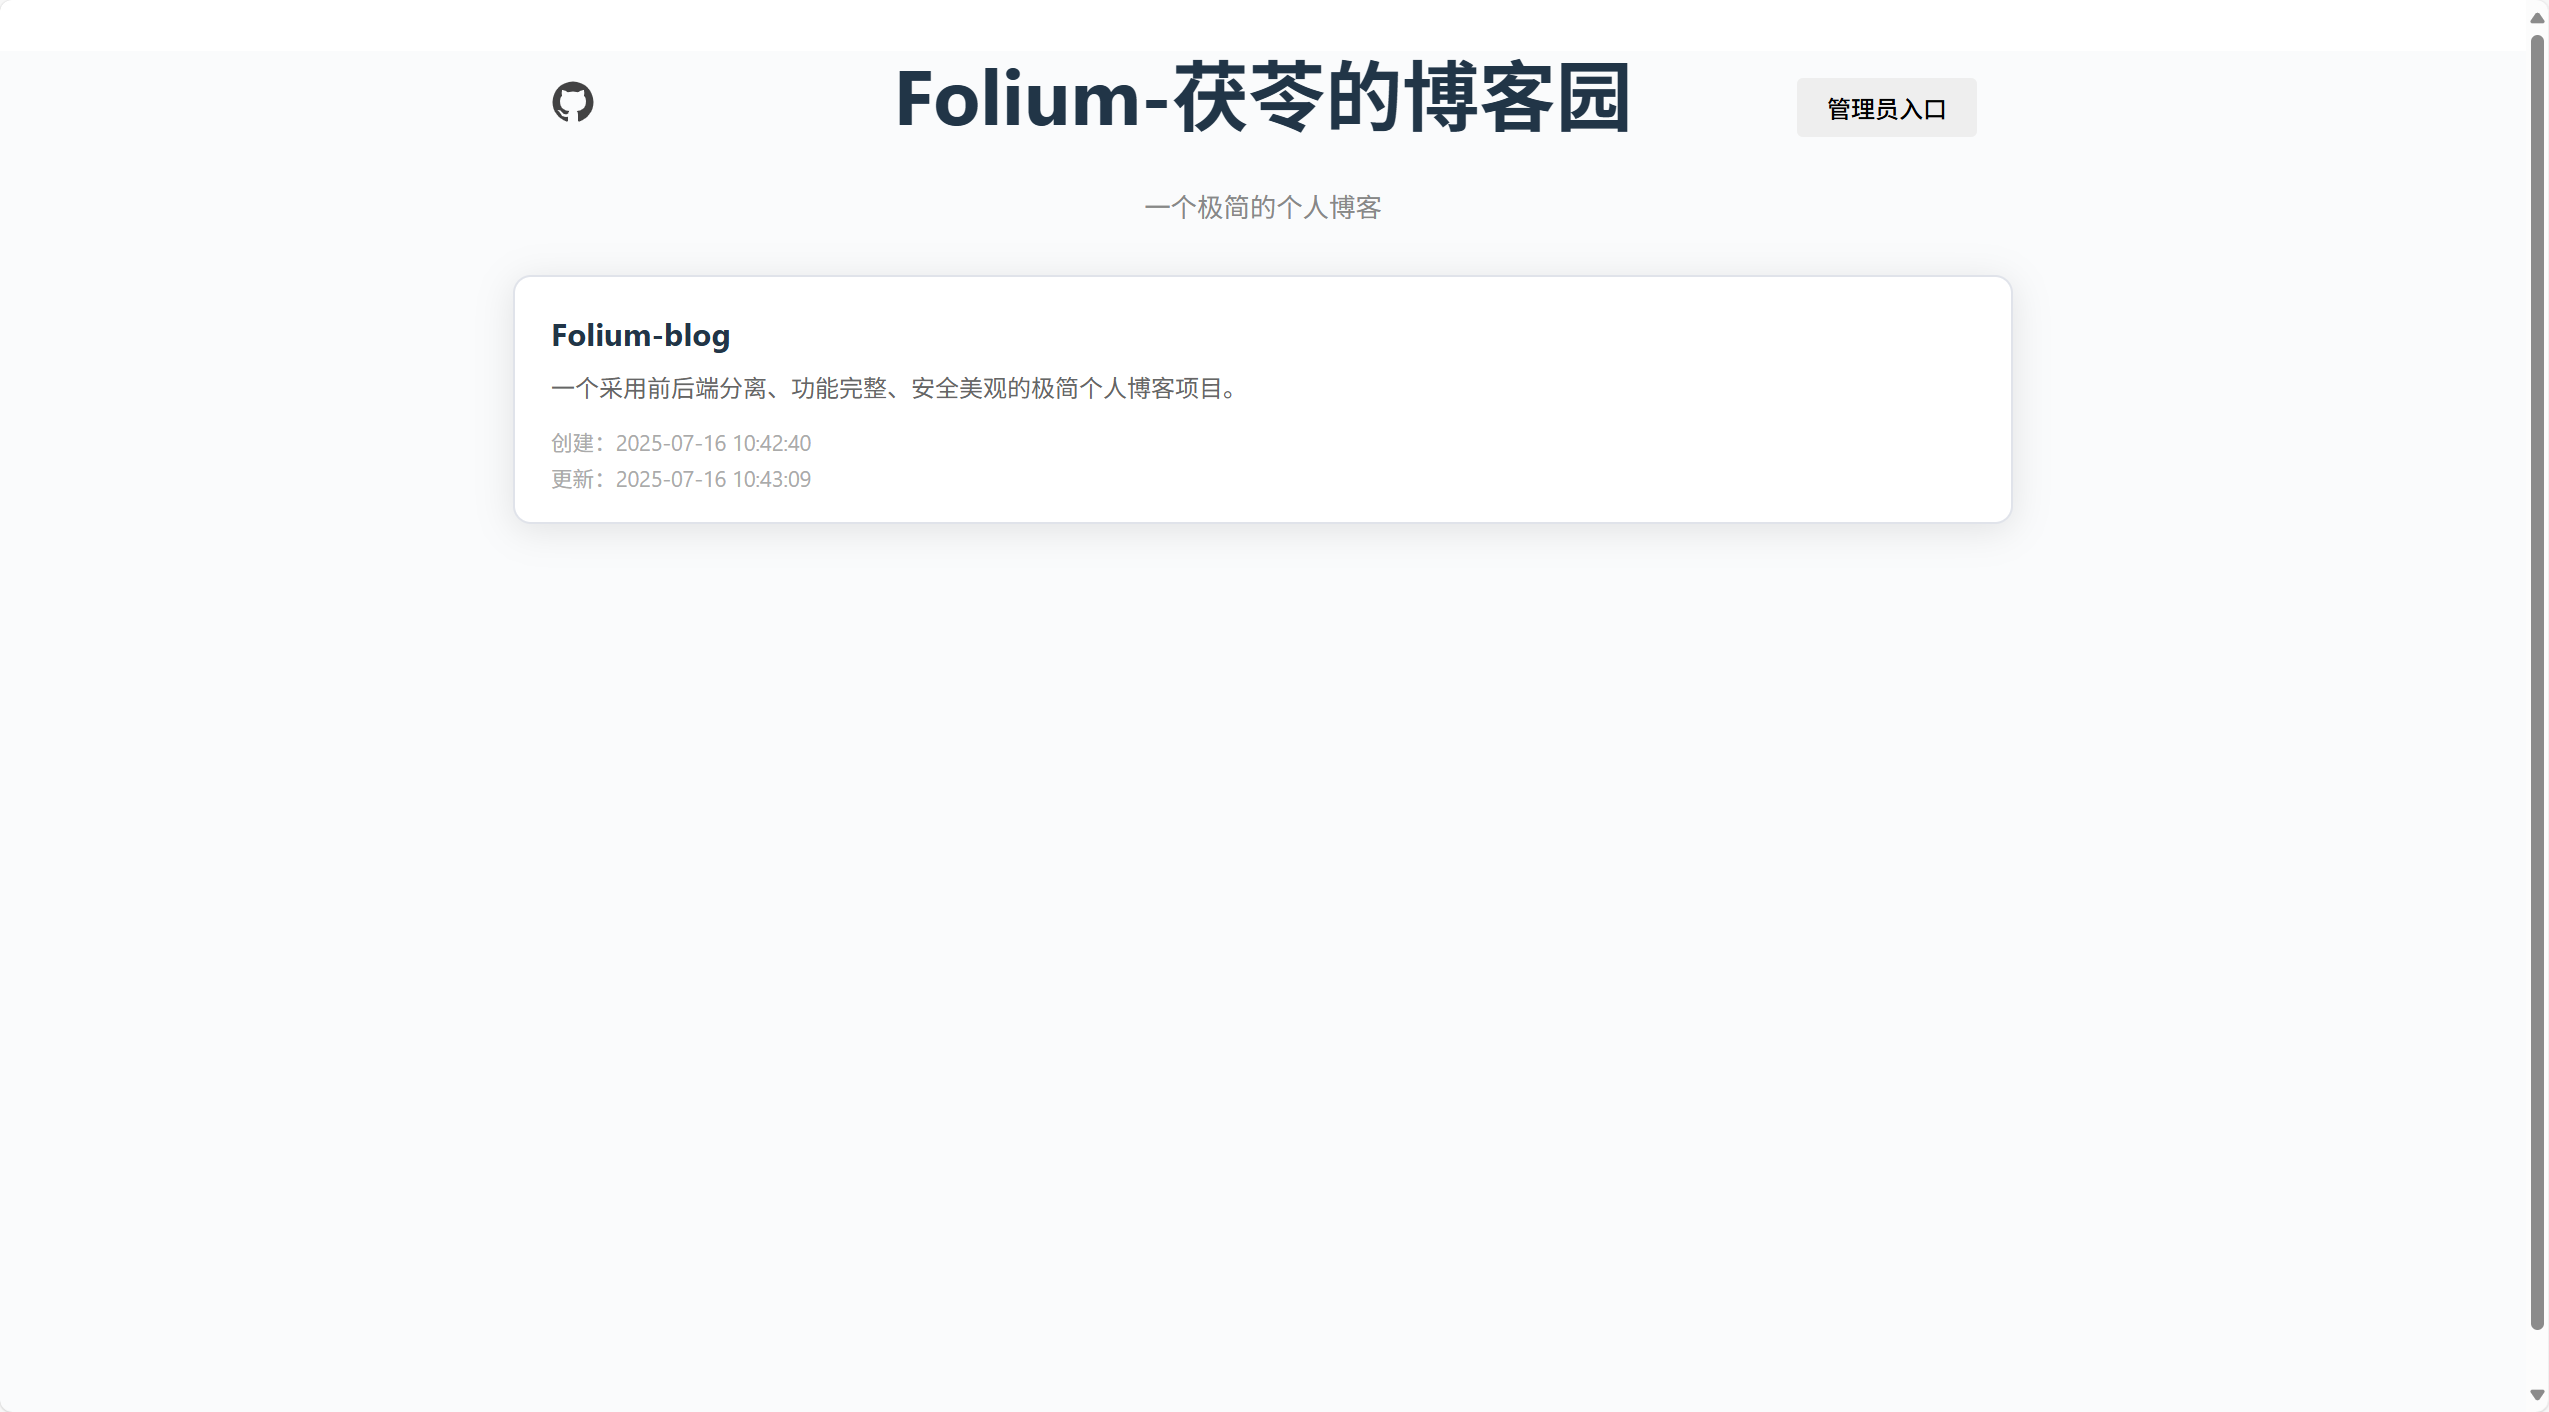 Folium-茯苓的博客园
管理员入口
一个极简的个人博客
Folium-blog
一个采用前后端分离、功能完整、安全美观的极简个人博客项目。
创建：2025-07-16 10:42:40
更新：2025-07-16 10:43:09